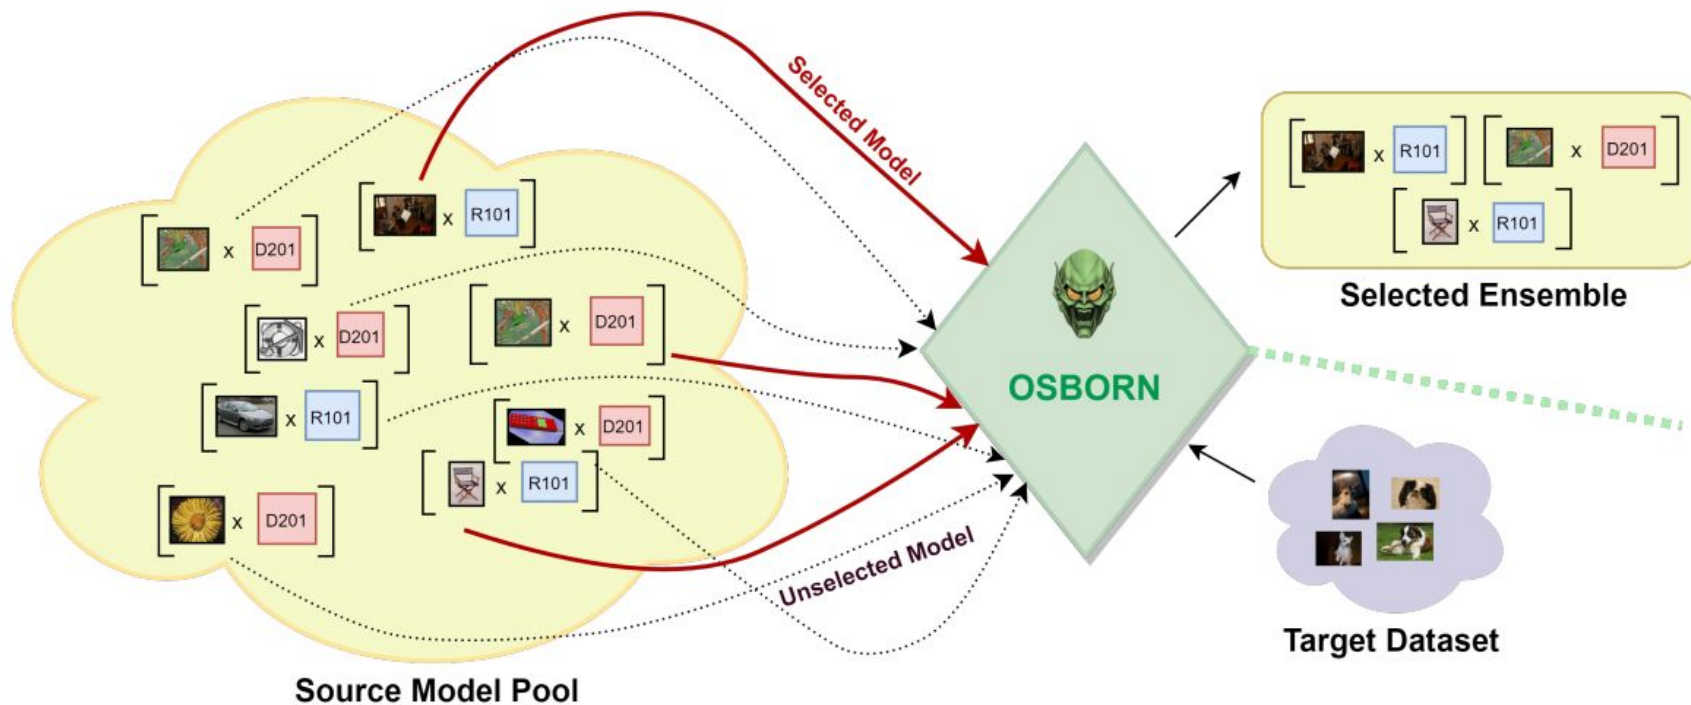 Selected Model
[ x R101 ]
[ x D201 ]
[ x D201 ]
[ x D201 ]
[ x R101 ]
[ x D201 ]
[ x R101 ]
[ x D201 ]
Source Model Pool
Unselected Model
OSBORN
[ x R101 ] [ x D201 ]
[ x R101 ]
Selected Ensemble
Target Dataset